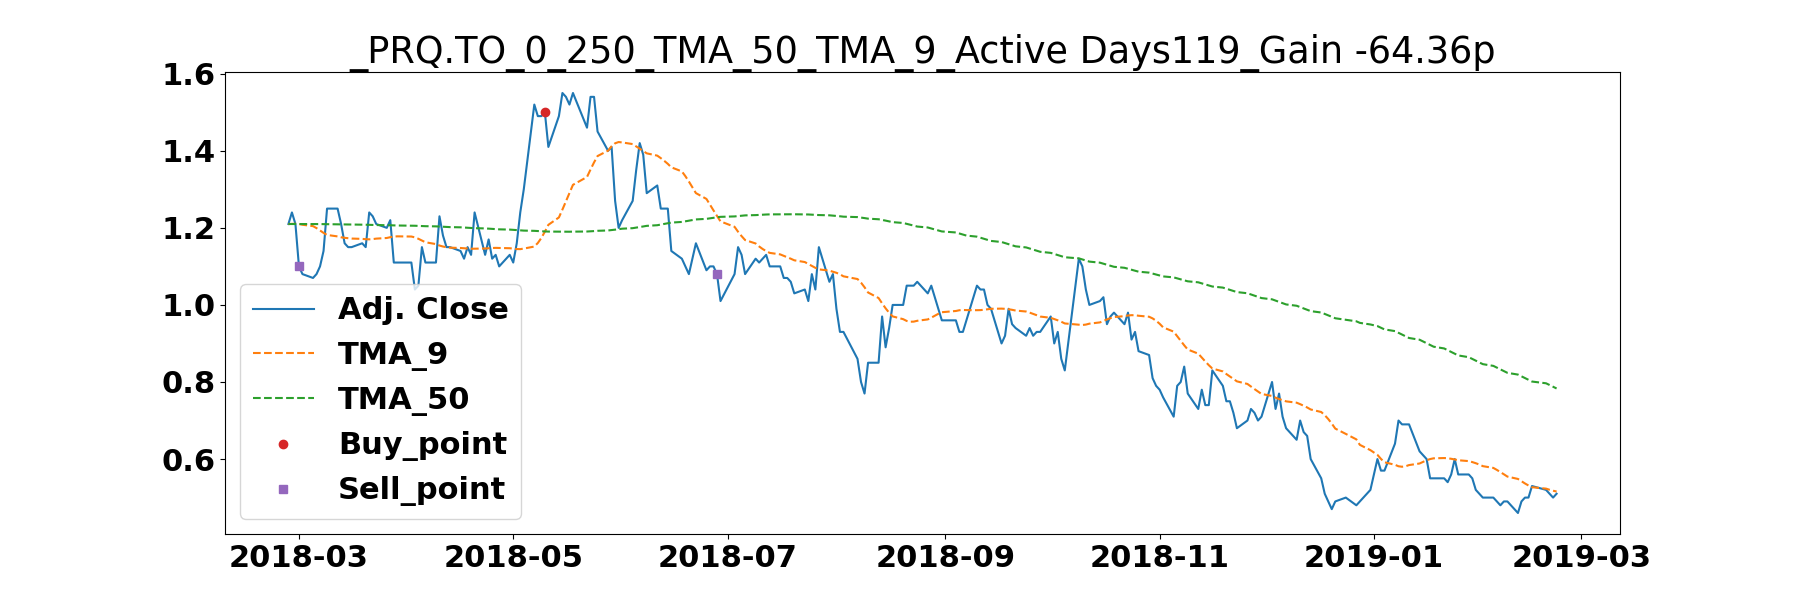 _PRQ.TO_0_250_TMA_50_TMA_9_Active Days119_Gain -64.36p
1.6
1.4
1.2
1.0
0.8
0.6
Adj. Close
TMA_9
TMA_50
Buy_point
Sell_point
2018-03 2018-05 2018-07 2018-09 2018-11 2019-01 2019-03